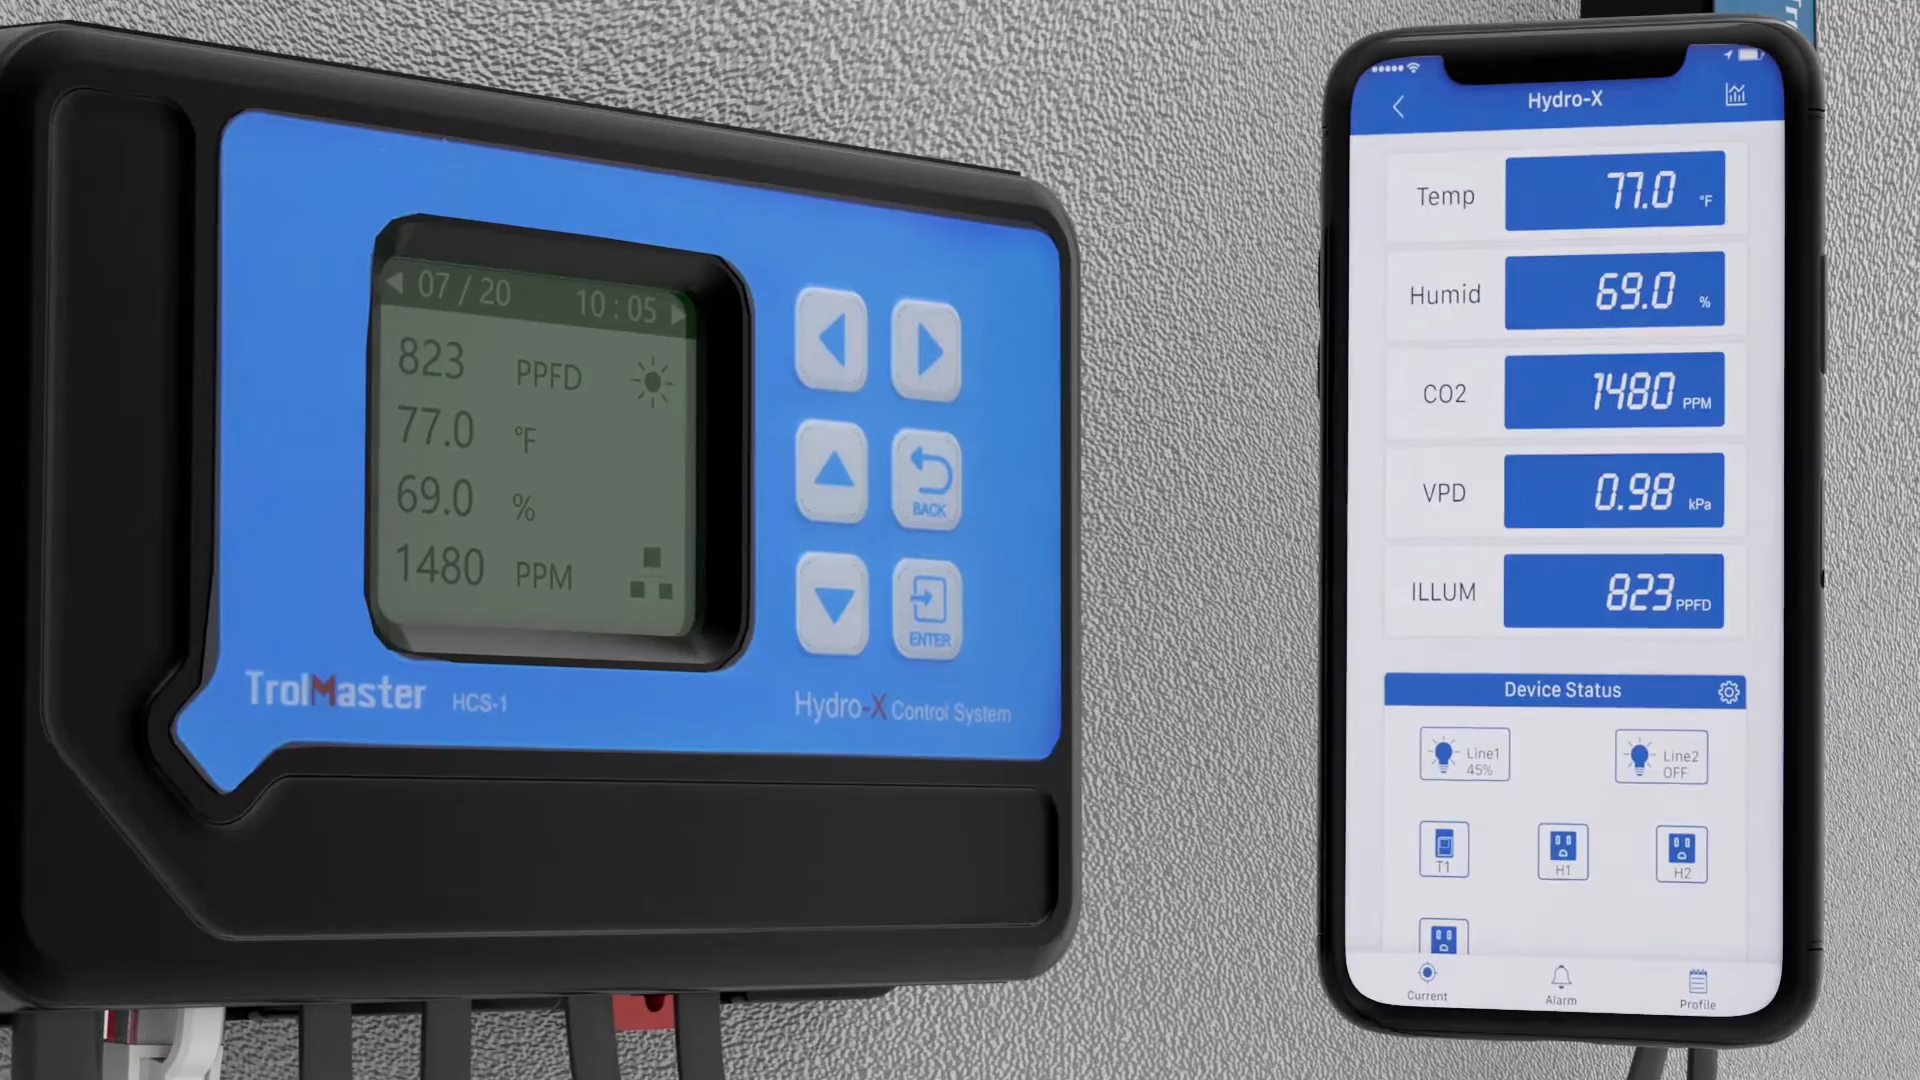 07 / 20 10 : 05
823 PPFD
77.0 °F
69.0 %
1480 PPM
BACK
ENTER
TrolMaster HCS-1
Hydro-X Control System
Hydro-X
Temp 77.0 °F
Humid 69.0 %
CO2 1480 PPM
VPD 0.98 kPa
ILLUM 823 PPFD
Device Status
Line1
45%
Line2
OFF
T1
H1
H2
Current
Alarm
Profile